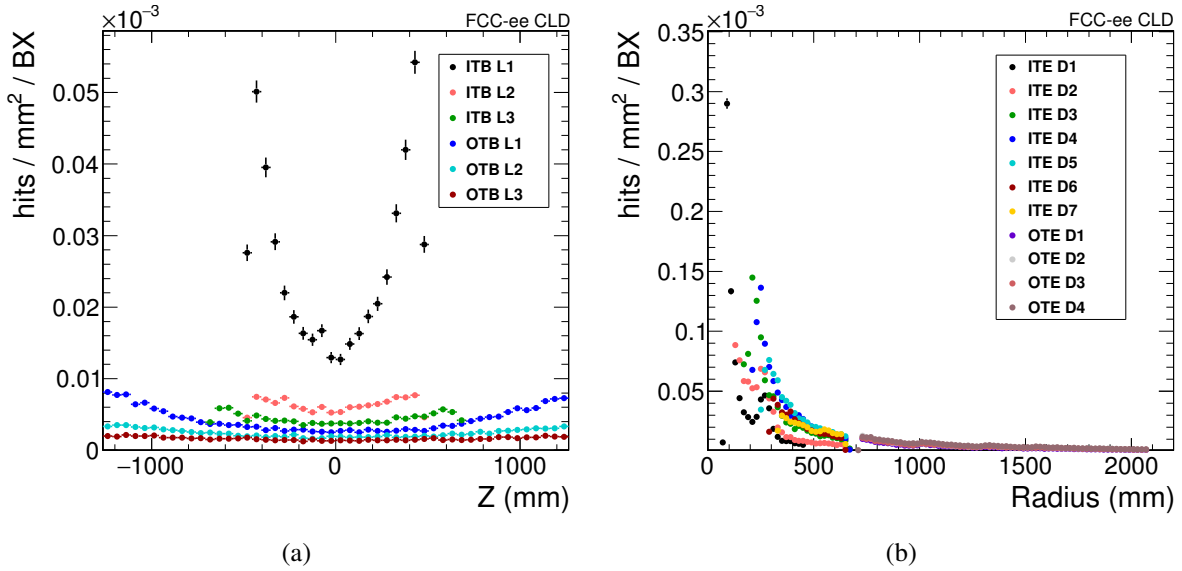 ×10⁻³
FCC-ee CLD
hits / mm² / BX
0.05
0.04
0.03
0.02
0.01
0
−1000
0
1000
Z (mm)
ITB L1
ITB L2
ITB L3
OTB L1
OTB L2
OTB L3
(a)
×10⁻³
FCC-ee CLD
hits / mm² / BX
0.35
0.3
0.25
0.2
0.15
0.1
0.05
0
0
500
1000
1500
2000
Radius (mm)
ITE D1
ITE D2
ITE D3
ITE D4
ITE D5
ITE D6
ITE D7
OTE D1
OTE D2
OTE D3
OTE D4
(b)